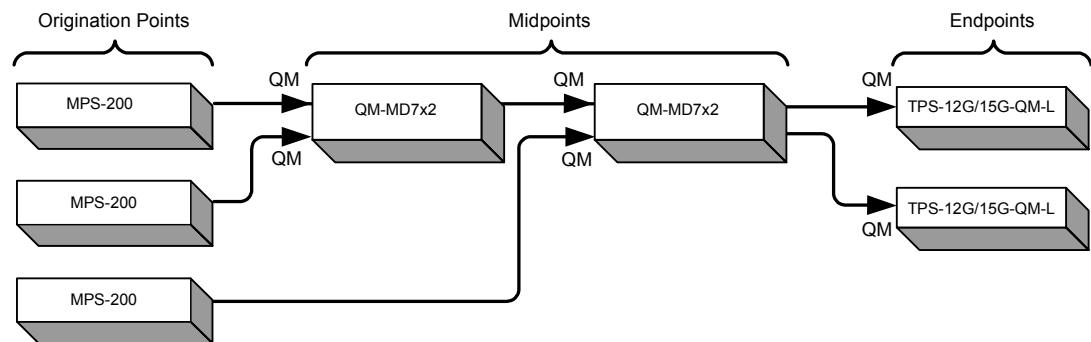 Origination Points
Midpoints
Endpoints
MPS-200
QM
QM-MD7x2
QM
QM-MD7x2
QM
TPS-12G/15G-QM-L
QM
QM
MPS-200
TPS-12G/15G-QM-L
QM
MPS-200